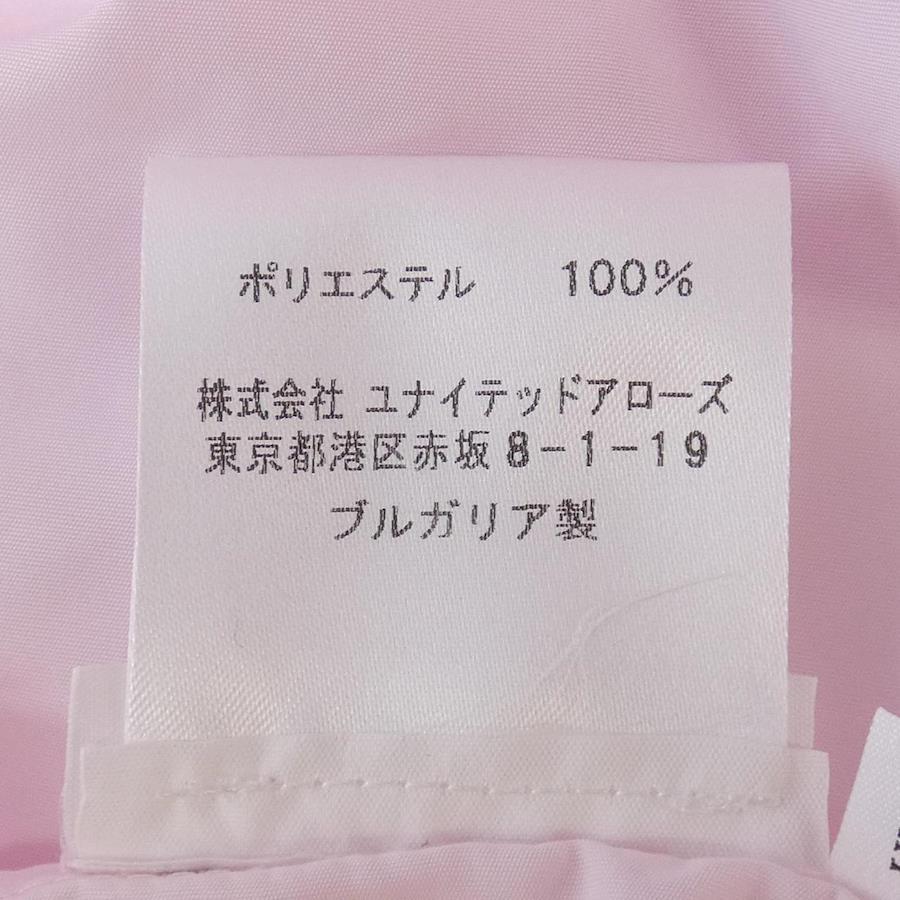 ポリエステル 100%
株式会社 ユナイテッドアローズ
東京都港区赤坂8-1-19
ブルガリア製